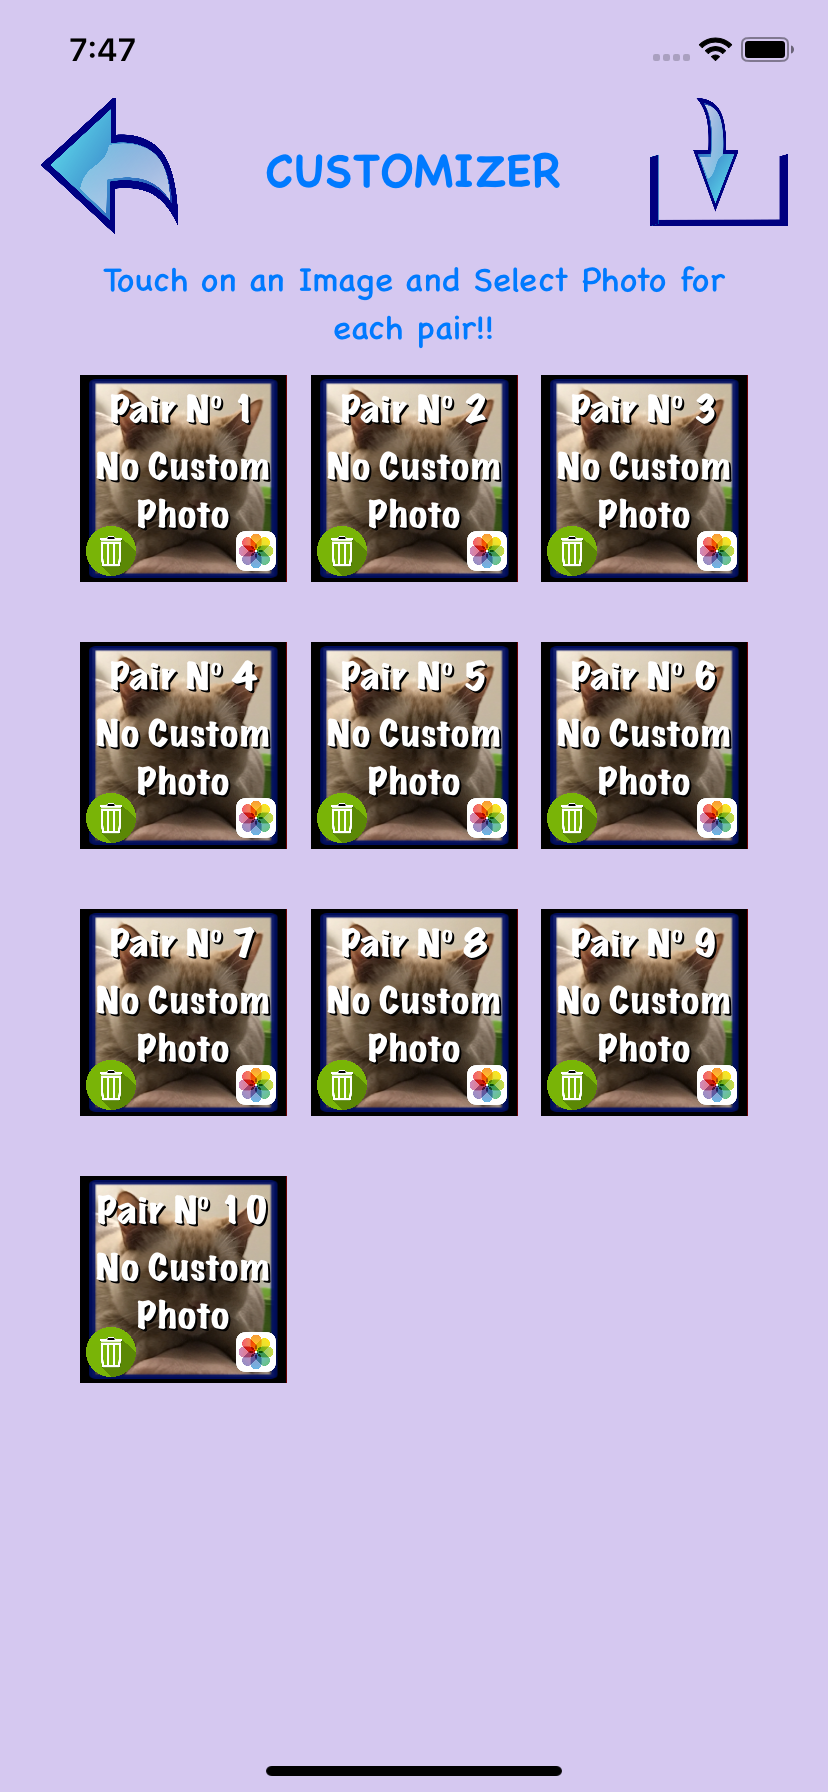 7:47
CUSTOMIZER
Touch on an Image and Select Photo for
each pair!!
Pair Nº 1
No Custom
Photo
Pair Nº 2
No Custom
Photo
Pair Nº 3
No Custom
Photo
Pair Nº 4
No Custom
Photo
Pair Nº 5
No Custom
Photo
Pair Nº 6
No Custom
Photo
Pair Nº 7
No Custom
Photo
Pair Nº 8
No Custom
Photo
Pair Nº 9
No Custom
Photo
Pair Nº 10
No Custom
Photo